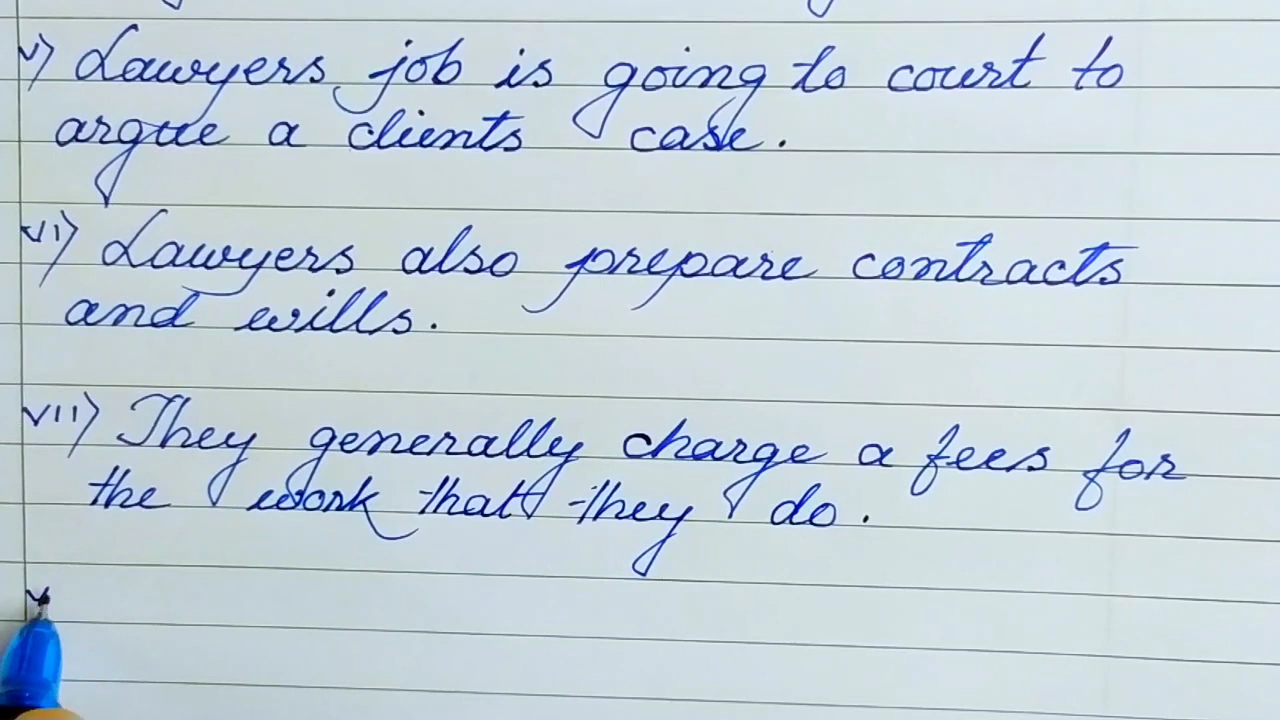 v) Lawyers job is going to court to
argue a clients case.
vi) Lawyers also prepare contracts
and wills.
vii) They generally charge a fees for
the work that they do.
v